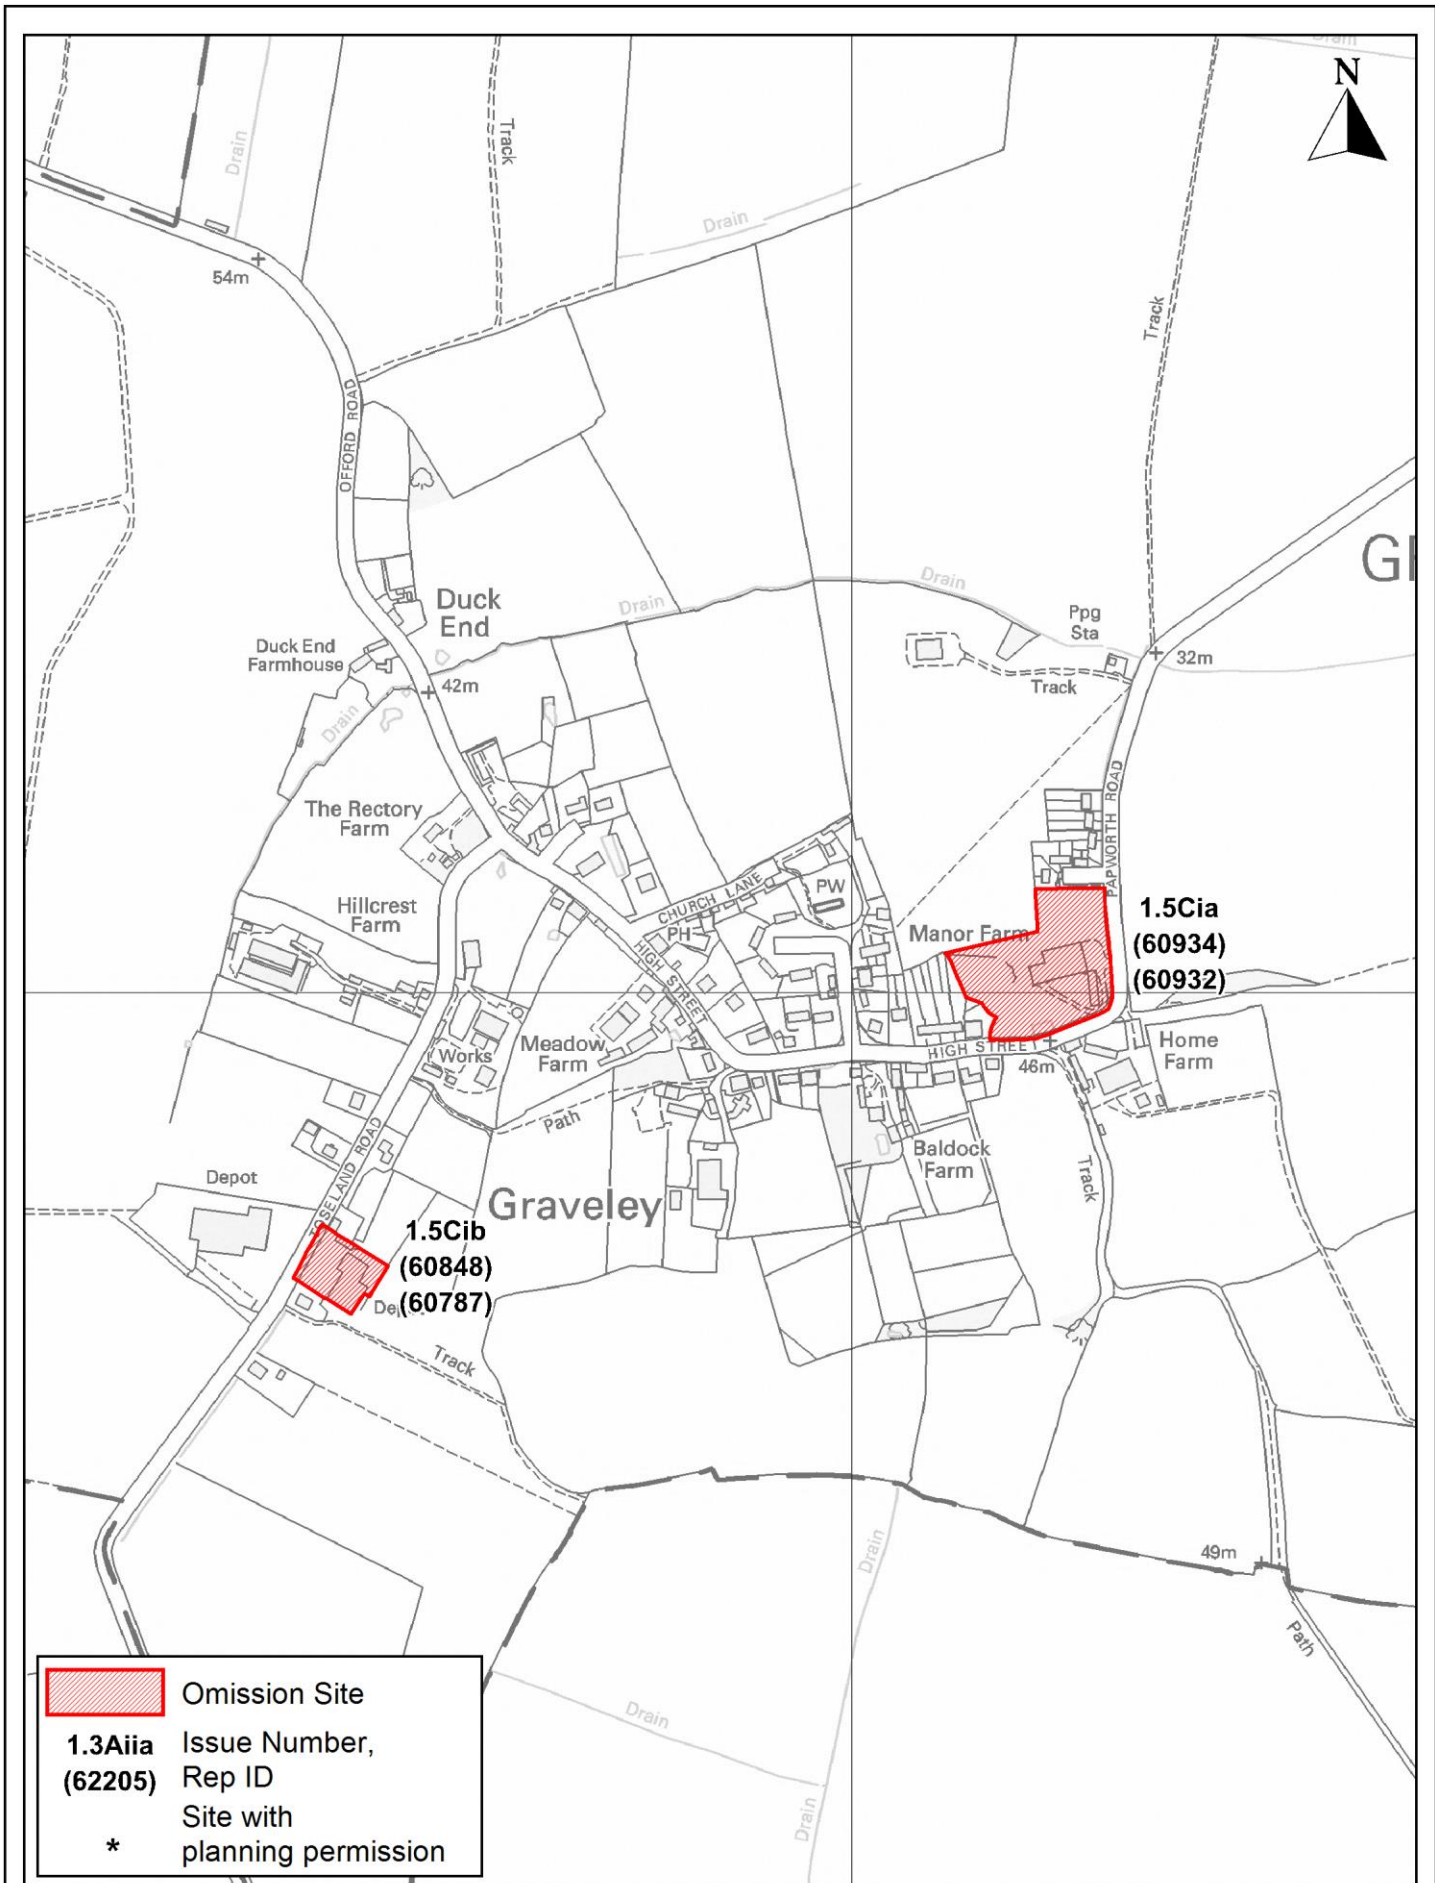 Drain
N
Drain
Track
Drain
54m
Track
OFFORD ROAD
GR
Duck
End
Drain
Drain
Ppg
Sta
Duck End
Farmhouse
32m
42m
Track
Drain
PAPWORTH ROAD
The Rectory
Farm
CHURCH LANE
PW
1.5Cia
(60934)
(60932)
Hillcrest
Farm
PH
Manor Farm
HIGH STREET
Works
Meadow
Farm
HIGH STREET
46m
Home
Farm
Path
TOSELAND ROAD
Baldock
Farm
Track
Depot
Graveley
1.5Cib
(60848)
(60787)
Track
Drain
49m
Path
Drain
Drain
Omission Site
1.3Aiia
(62205)
Issue Number,
Rep ID
*
Site with
planning permission